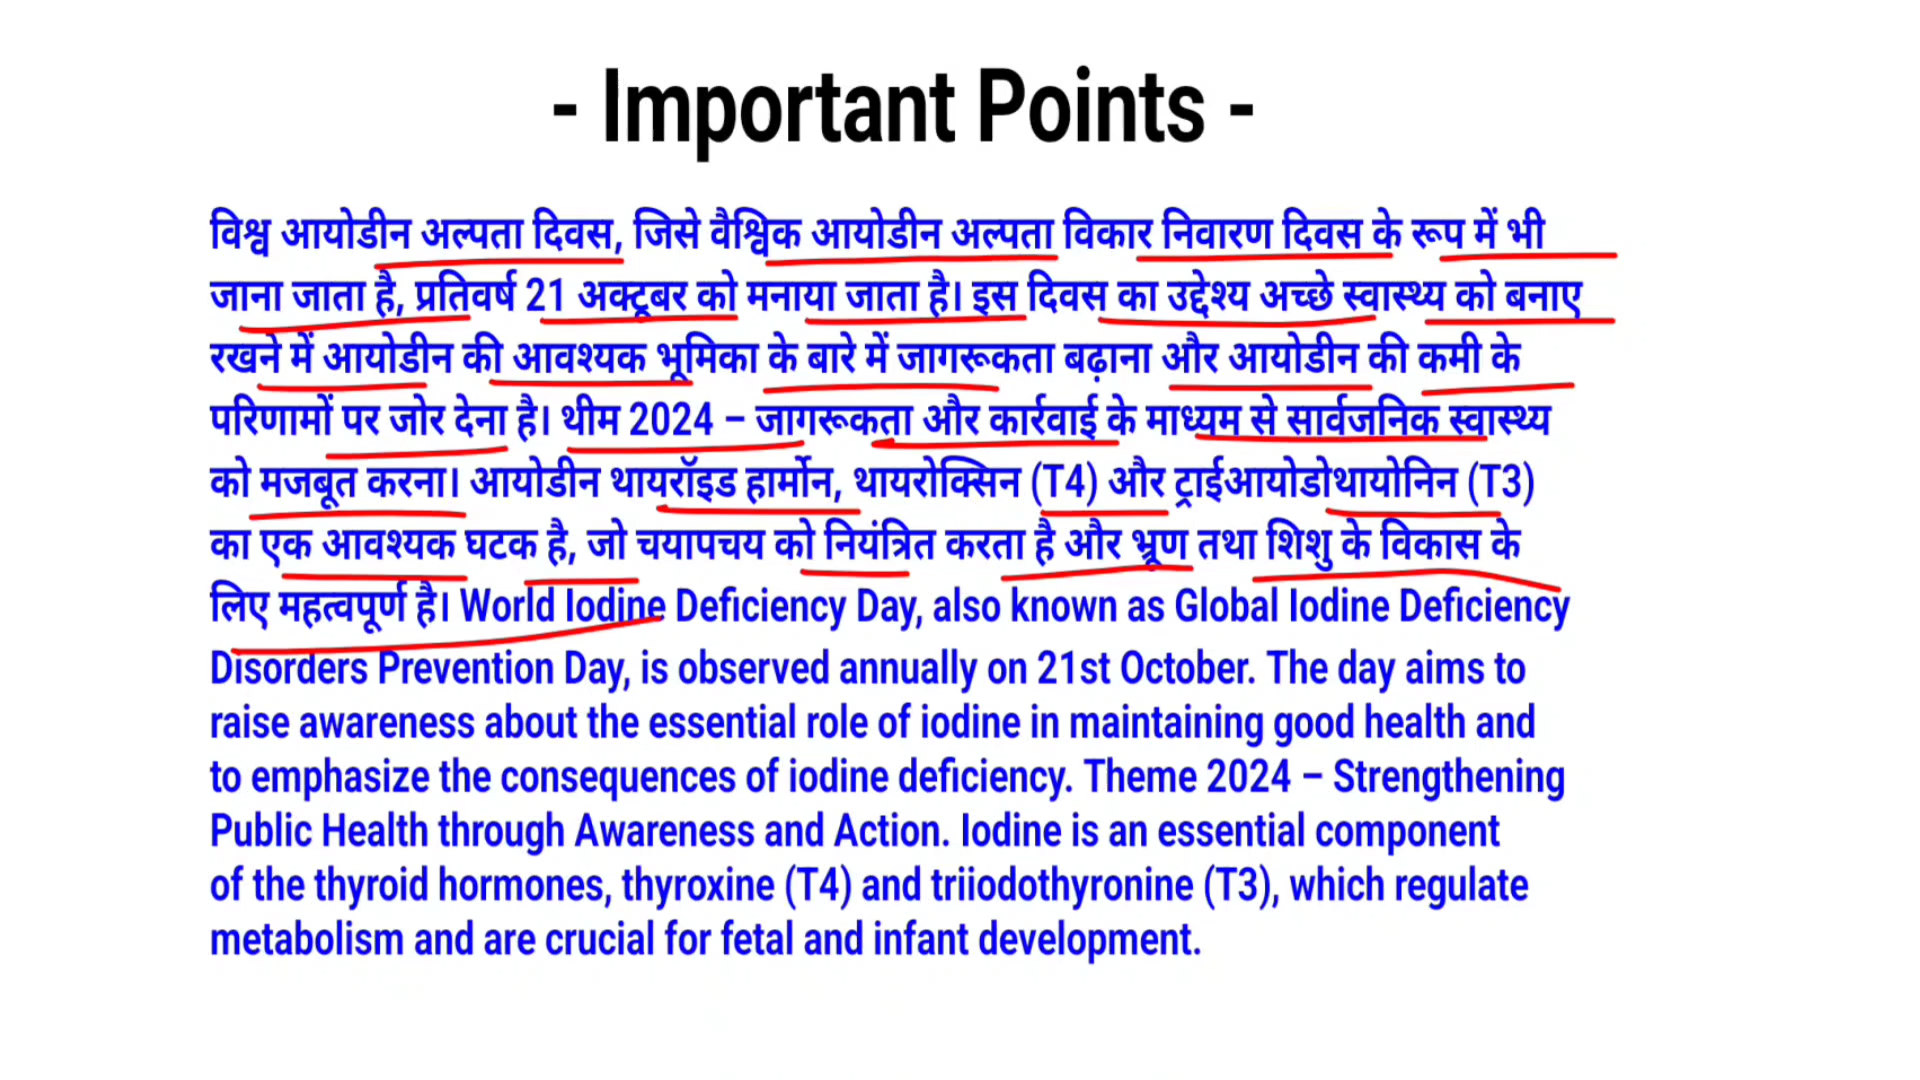 - Important Points -
विश्व आयोडीन अल्पता दिवस, जिसे वैश्विक आयोडीन अल्पता विकार निवारण दिवस के रूप में भी
जाना जाता है, प्रतिवर्ष 21 अक्टूबर को मनाया जाता है। इस दिवस का उद्देश्य अच्छे स्वास्थ्य को बनाए
रखने में आयोडीन की आवश्यक भूमिका के बारे में जागरूकता बढ़ाना और आयोडीन की कमी के
परिणामों पर जोर देना है। थीम 2024 – जागरूकता और कार्रवाई के माध्यम से सार्वजनिक स्वास्थ्य
को मजबूत करना। आयोडीन थायरॉइड हार्मोन, थायरोक्सिन (T4) और ट्राईआयोडोथायोनिन (T3)
का एक आवश्यक घटक है, जो चयापचय को नियंत्रित करता है और भ्रूण तथा शिशु के विकास के
लिए महत्वपूर्ण है। World Iodine Deficiency Day, also known as Global Iodine Deficiency
Disorders Prevention Day, is observed annually on 21st October. The day aims to
raise awareness about the essential role of iodine in maintaining good health and
to emphasize the consequences of iodine deficiency. Theme 2024 – Strengthening
Public Health through Awareness and Action. Iodine is an essential component
of the thyroid hormones, thyroxine (T4) and triiodothyronine (T3), which regulate
metabolism and are crucial for fetal and infant development.